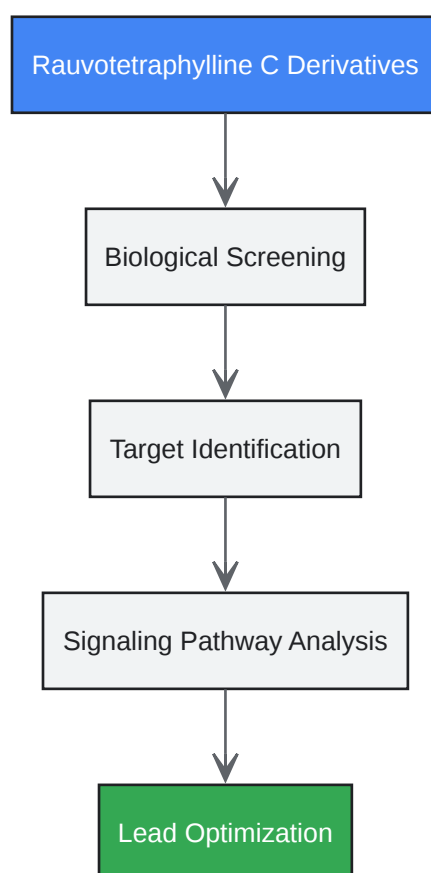 Rauvotetraphylline C Derivatives
Biological Screening
Target Identification
Signaling Pathway Analysis
Lead Optimization